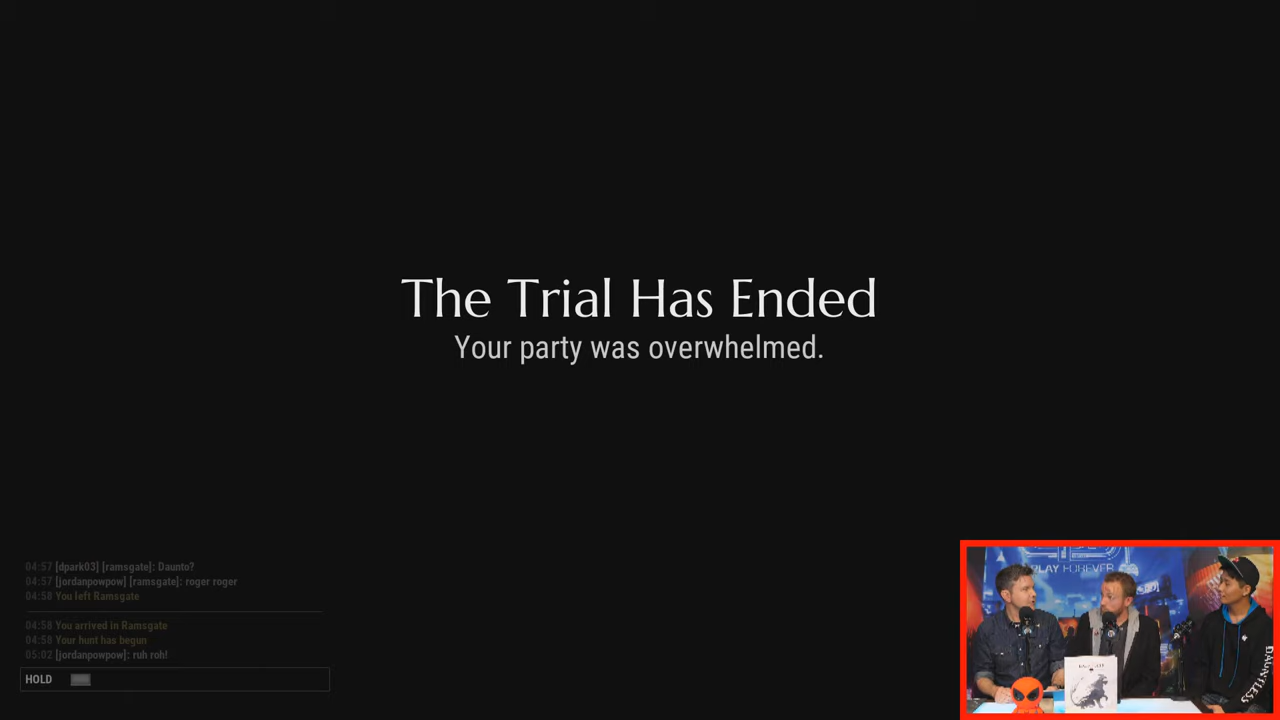 The Trial Has Ended
Your party was overwhelmed.
04:57 [dpark03] [ramsgate]: Daunto?
04:57 [jordanpowpow] [ramsgate]: roger roger
04:58 You left Ramsgate
04:58 You arrived in Ramsgate
04:58 Your hunt has begun
05:02 [jordanpowpow]: ruh roh!
HOLD
PLAY FOREVER
DAUNTLESS